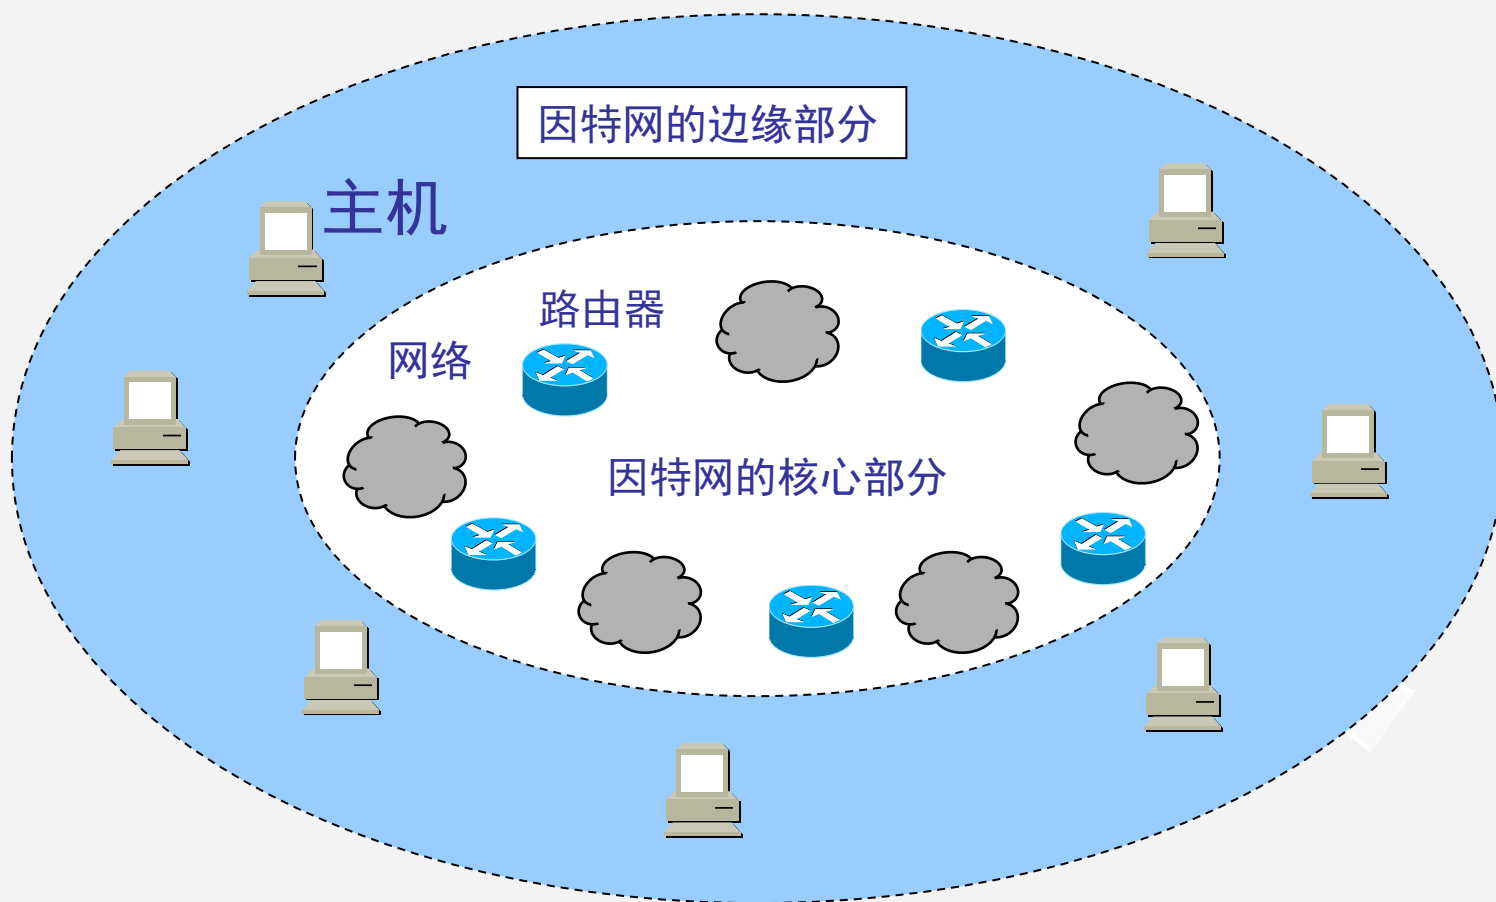 因特网的边缘部分
主机
路由器
网络
因特网的核心部分